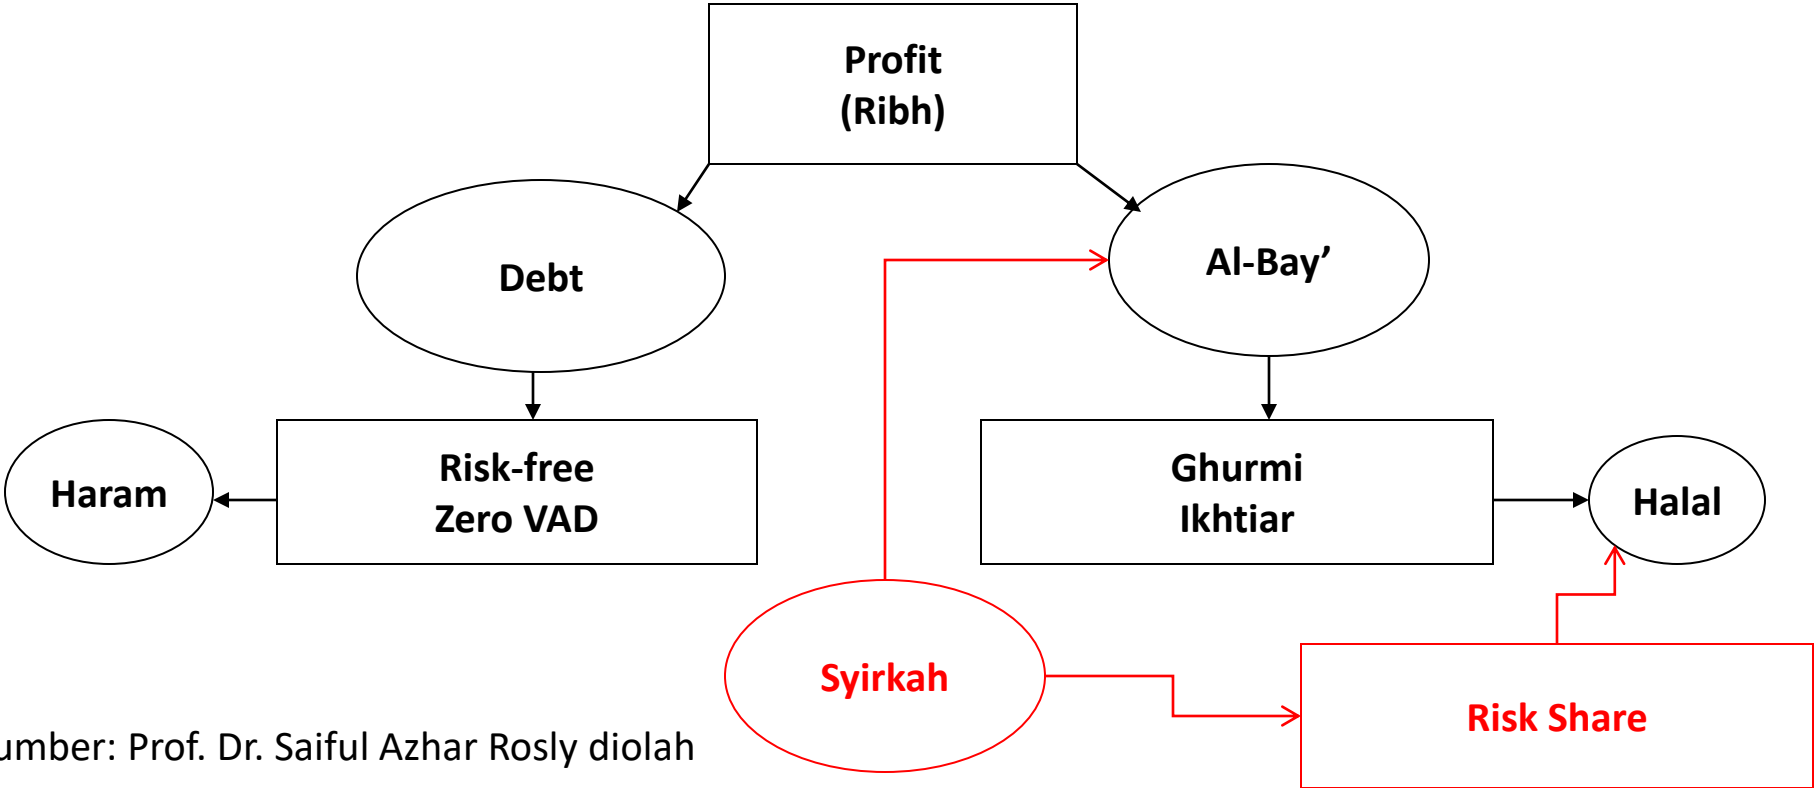 Profit
(Ribh)
Debt
Al-Bay’
Haram
Risk-free
Zero VAD
Ghurmi
Ikhtiar
Halal
Syirkah
Risk Share
umber: Prof. Dr. Saiful Azhar Rosly diolah